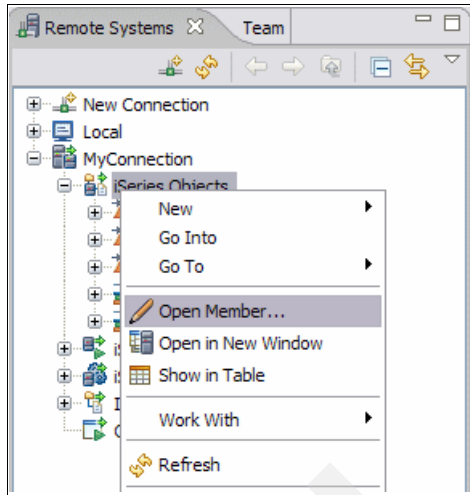 Remote Systems Team
New Connection
Local
MyConnection
iSeries Objects
New
Go Into
Go To
Open Member...
Open in New Window
Show in Table
Work With
Refresh